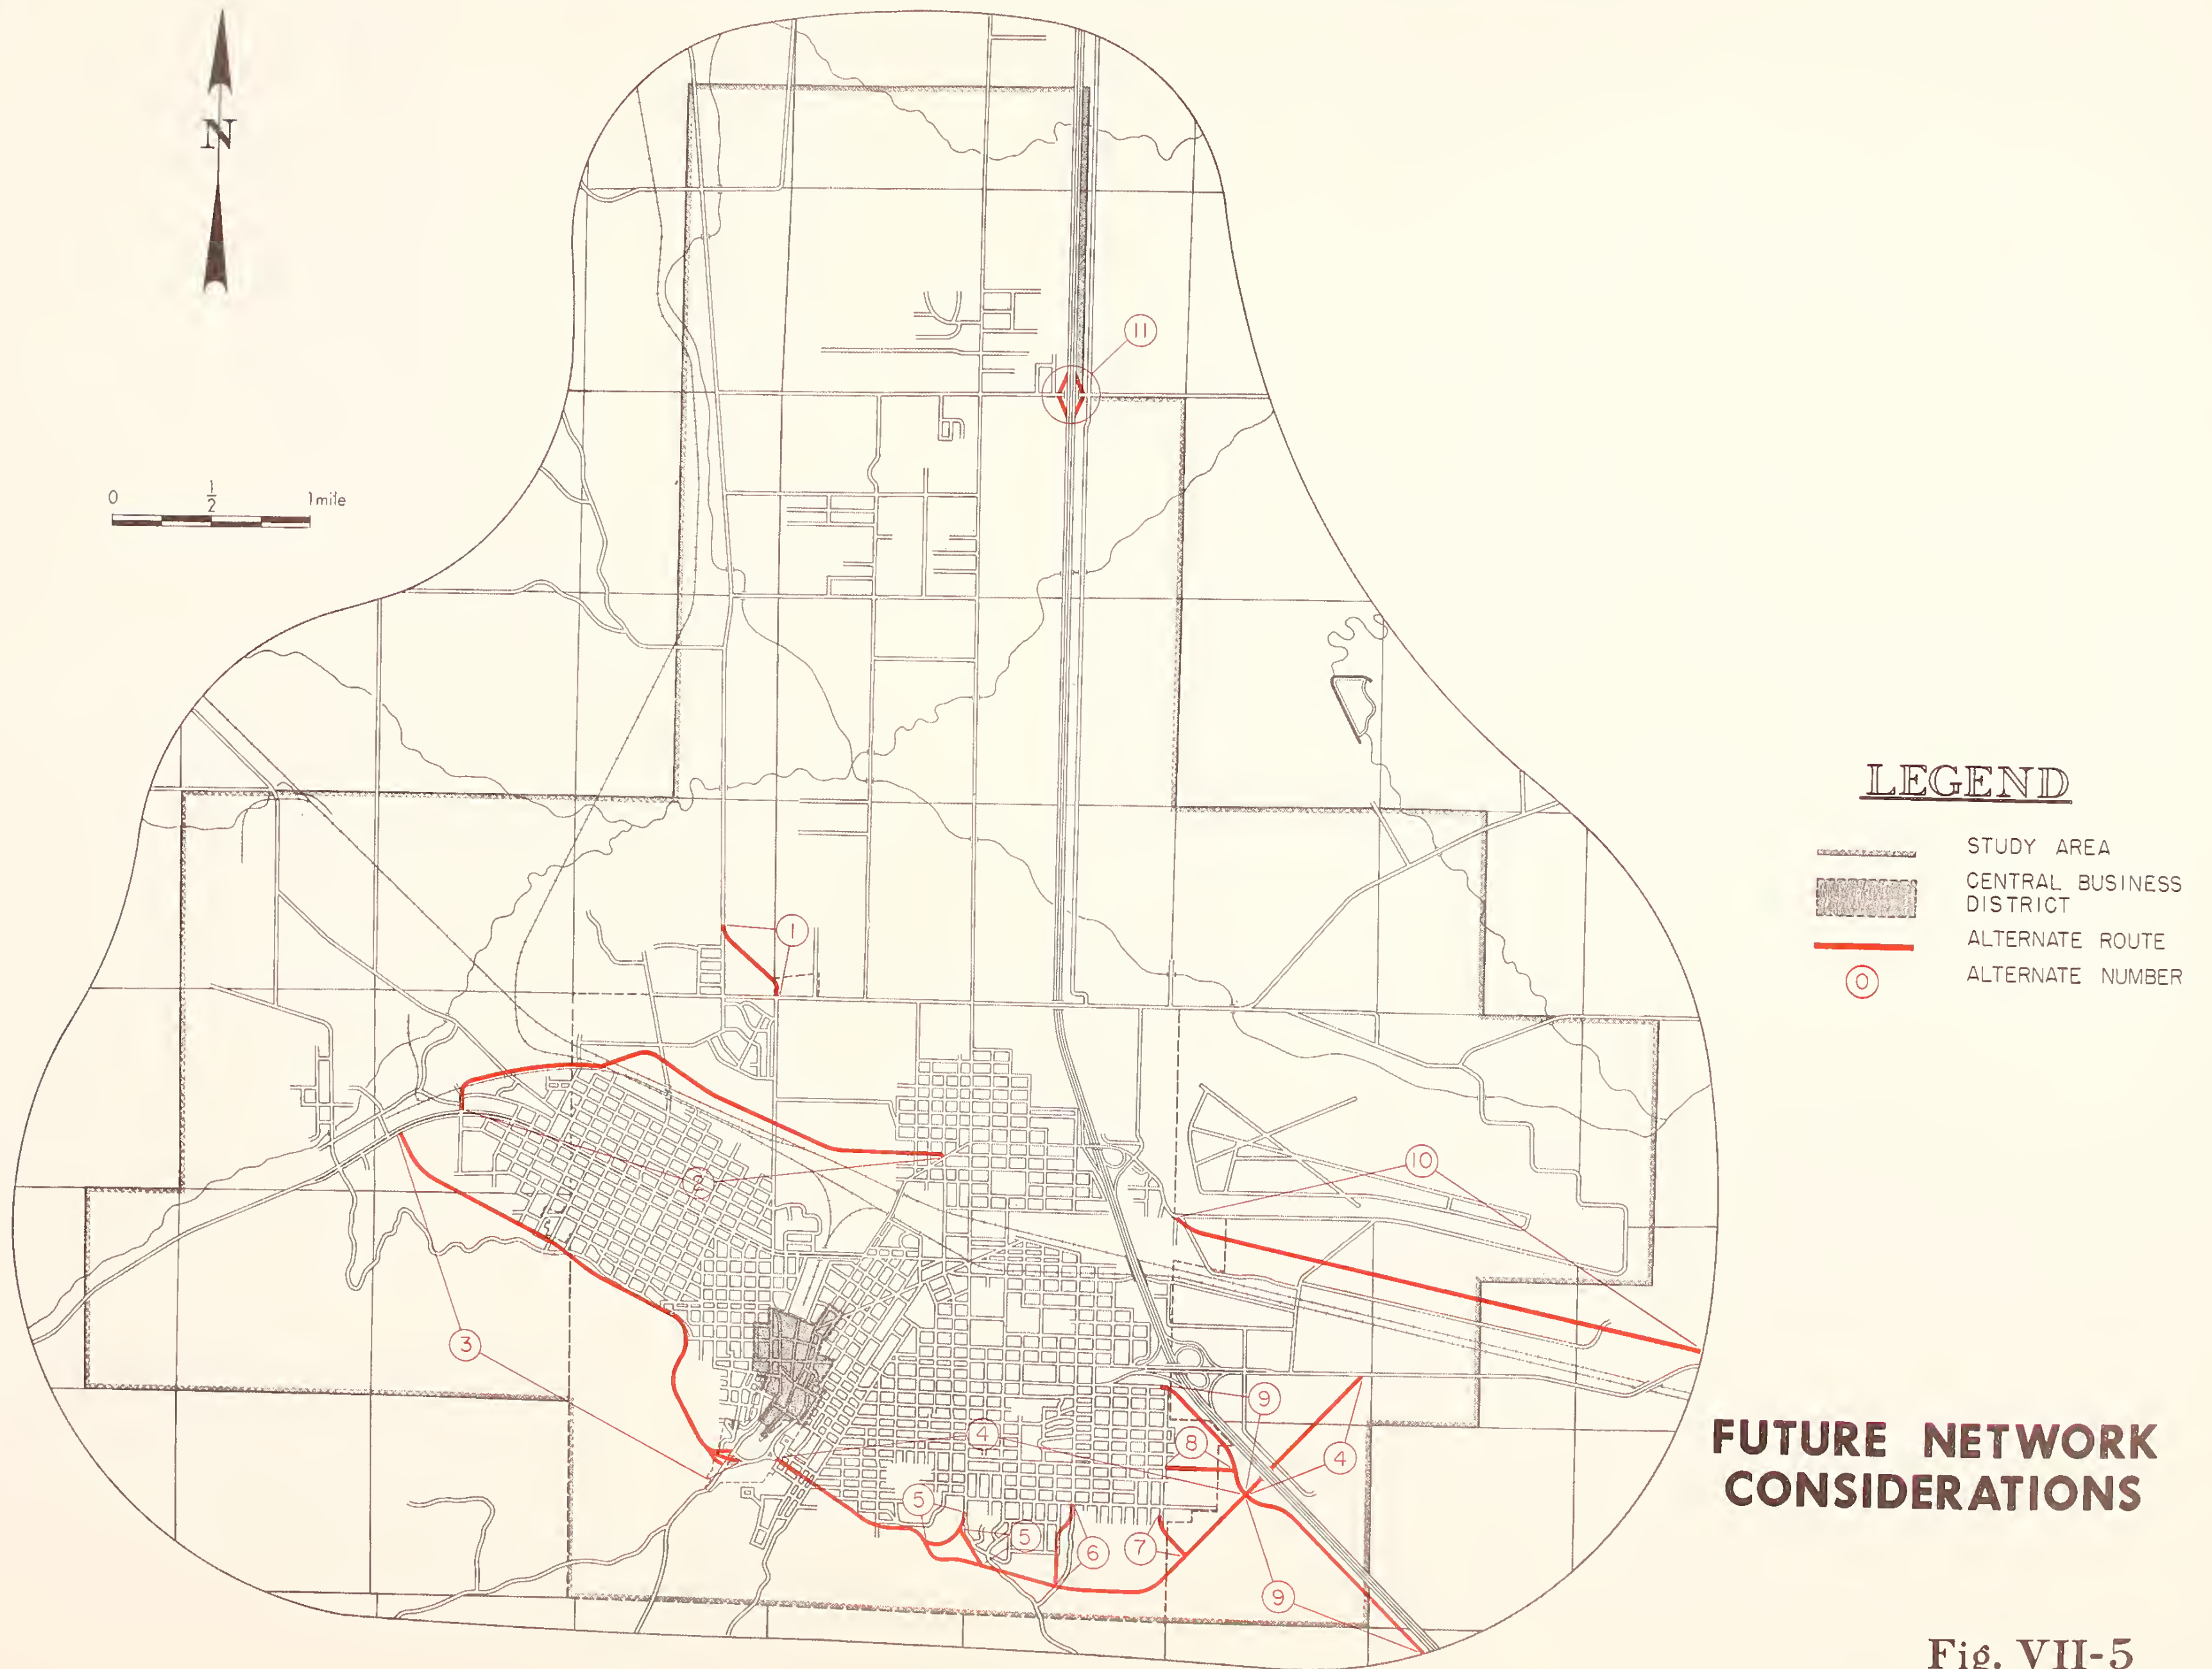 N
0 1/2 1 mile
11
1
2
10
3
9
4
8
4
5
5
6
7
9
LEGEND
STUDY AREA
CENTRAL BUSINESS
DISTRICT
ALTERNATE ROUTE
0 ALTERNATE NUMBER
FUTURE NETWORK
CONSIDERATIONS
Fig. VII-5